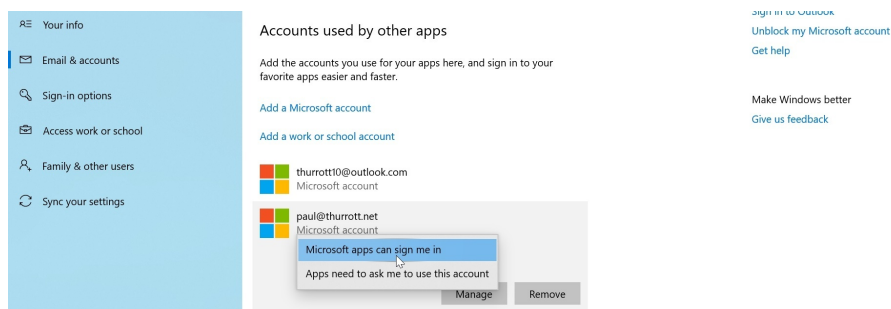 Your info
Email & accounts
Sign-in options
Access work or school
Family & other users
Sync your settings
Accounts used by other apps
Add the accounts you use for your apps here, and sign in to your
favorite apps easier and faster.
Add a Microsoft account
Add a work or school account
thurrott10@outlook.com
Microsoft account
paul@thurrott.net
Microsoft account
Microsoft apps can sign me in
Apps need to ask me to use this account
Manage
Remove
Sign in to Outlook
Unblock my Microsoft account
Get help
Make Windows better
Give us feedback